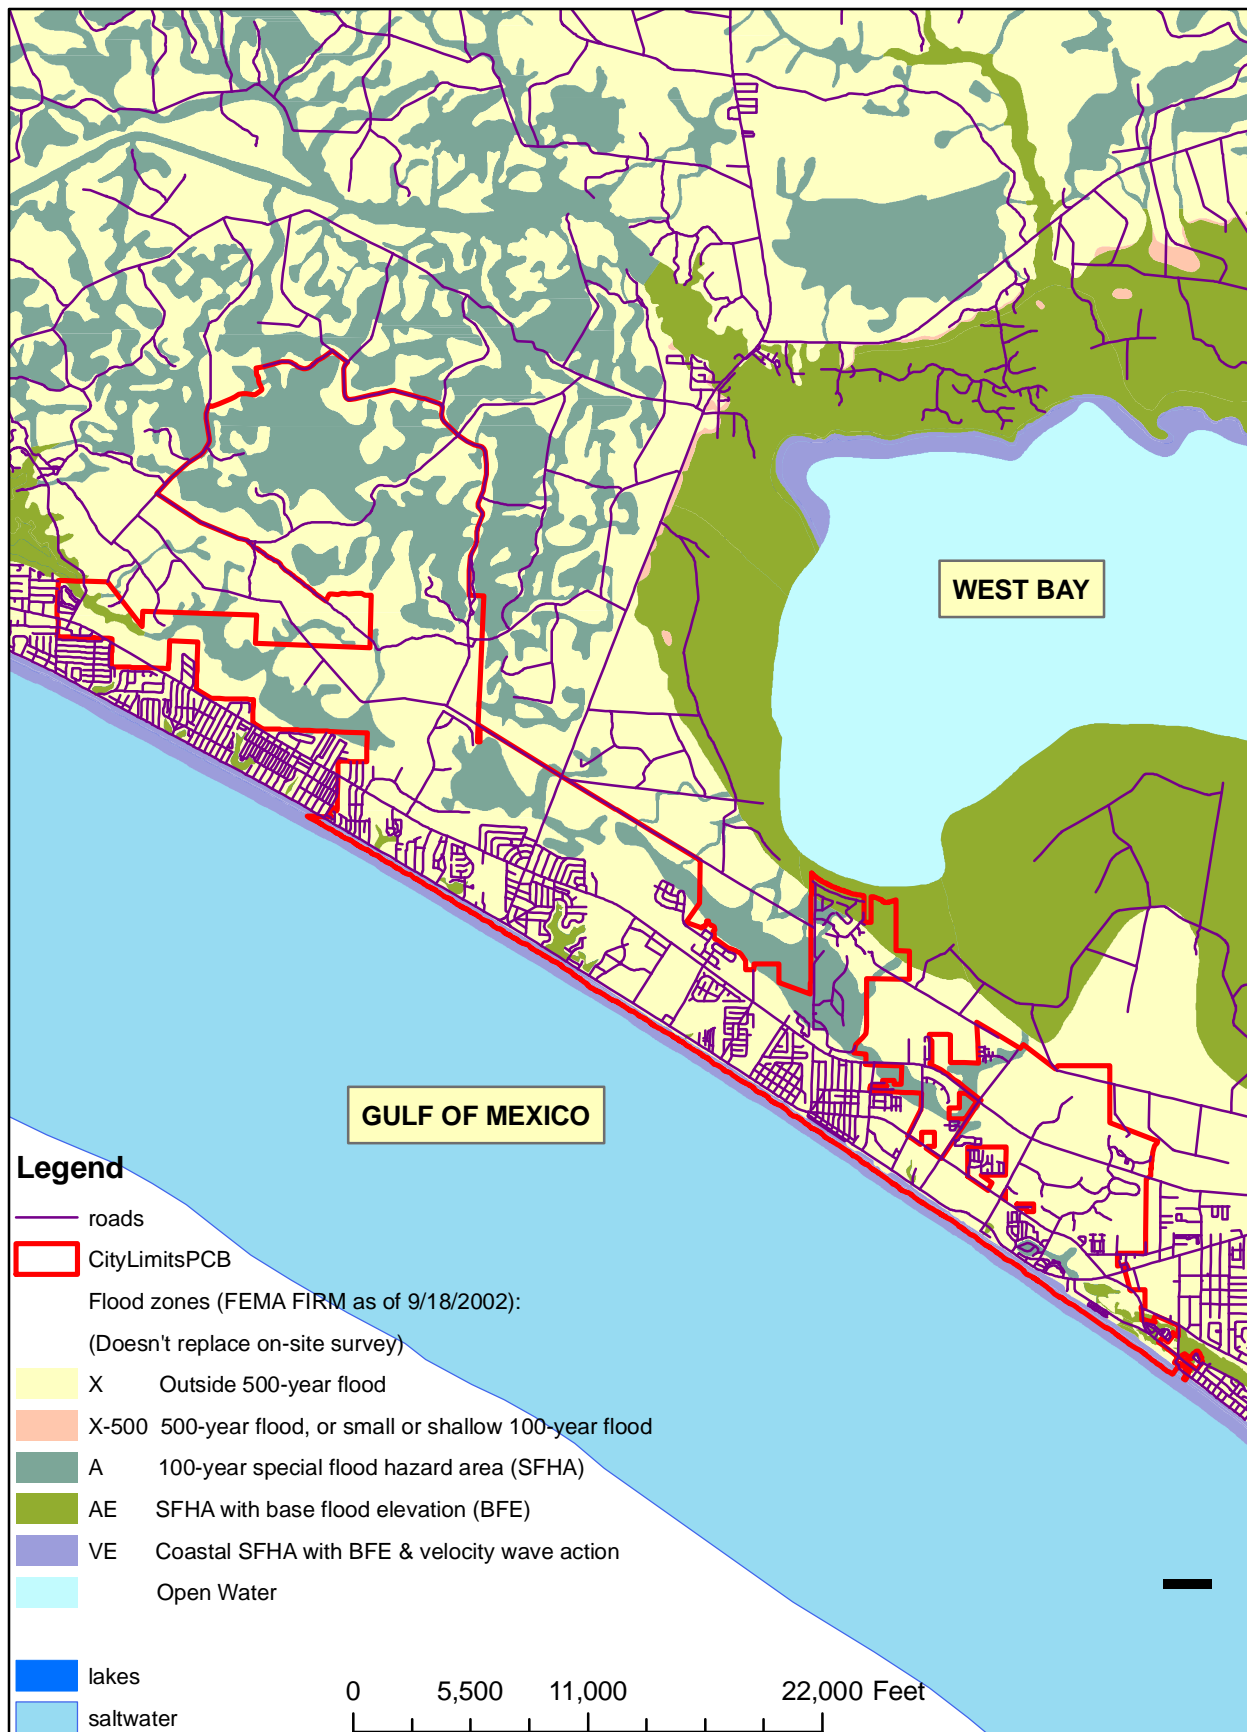 WEST BAY
GULF OF MEXICO
Legend
roads
CityLimitsPCB
Flood zones (FEMA FIRM as of 9/18/2002):
(Doesn't replace on-site survey)
X Outside 500-year flood
X-500 500-year flood, or small or shallow 100-year flood
A 100-year special flood hazard area (SFHA)
AE SFHA with base flood elevation (BFE)
VE Coastal SFHA with BFE & velocity wave action
Open Water
lakes
saltwater
0 5,500 11,000 22,000 Feet